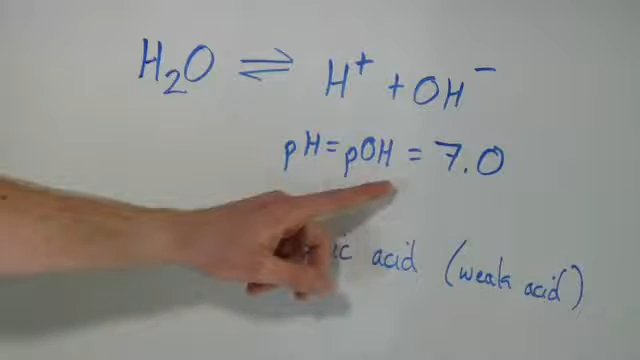 H₂O ⇌ H⁺ + OH⁻
pH = pOH = 7.0
acid (weak acid)